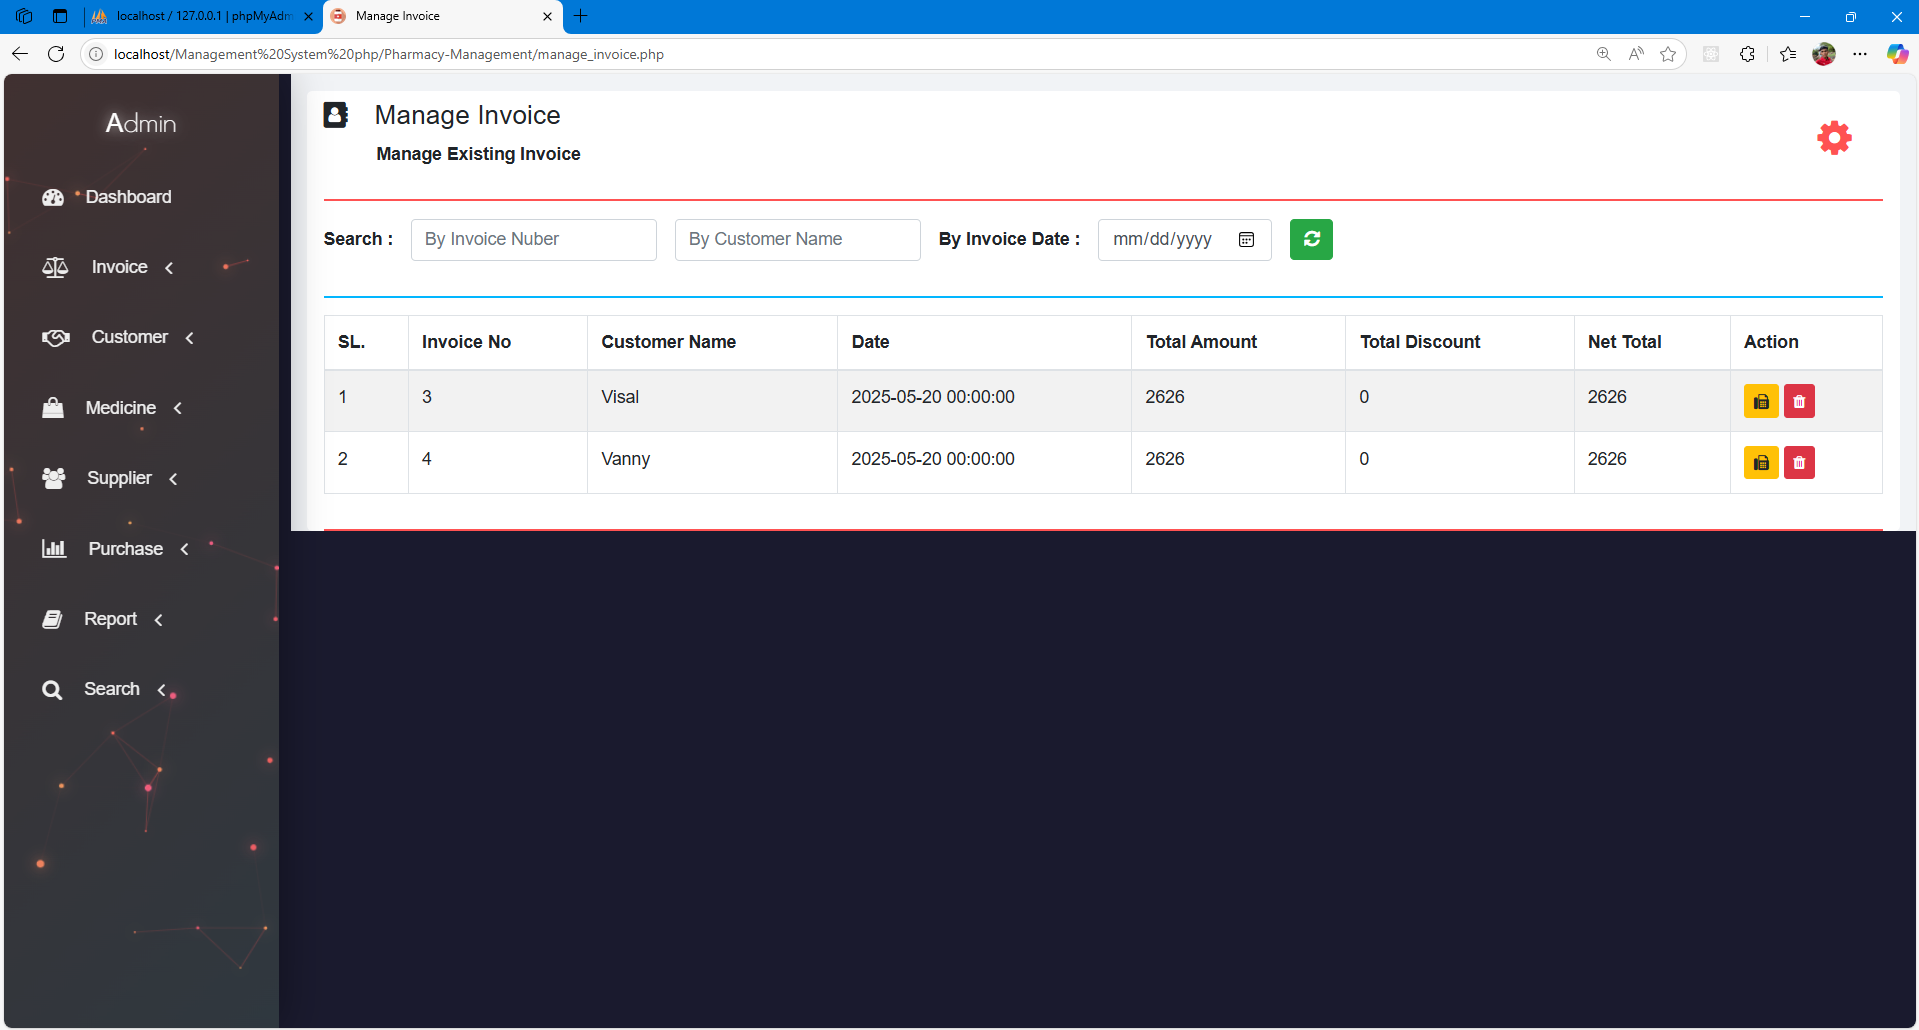 localhost / 127.0.0.1 | phpMyAdm
Manage Invoice
localhost/Management%20System%20php/Pharmacy-Management/manage_invoice.php
Admin
Dashboard
Invoice
Customer
Medicine
Supplier
Purchase
Report
Search
Manage Invoice
Manage Existing Invoice
Search : By Invoice Nuber By Customer Name By Invoice Date : mm/dd/yyyy
SL. Invoice No Customer Name Date Total Amount Total Discount Net Total Action
1 3 Visal 2025-05-20 00:00:00 2626 0 2626
2 4 Vanny 2025-05-20 00:00:00 2626 0 2626